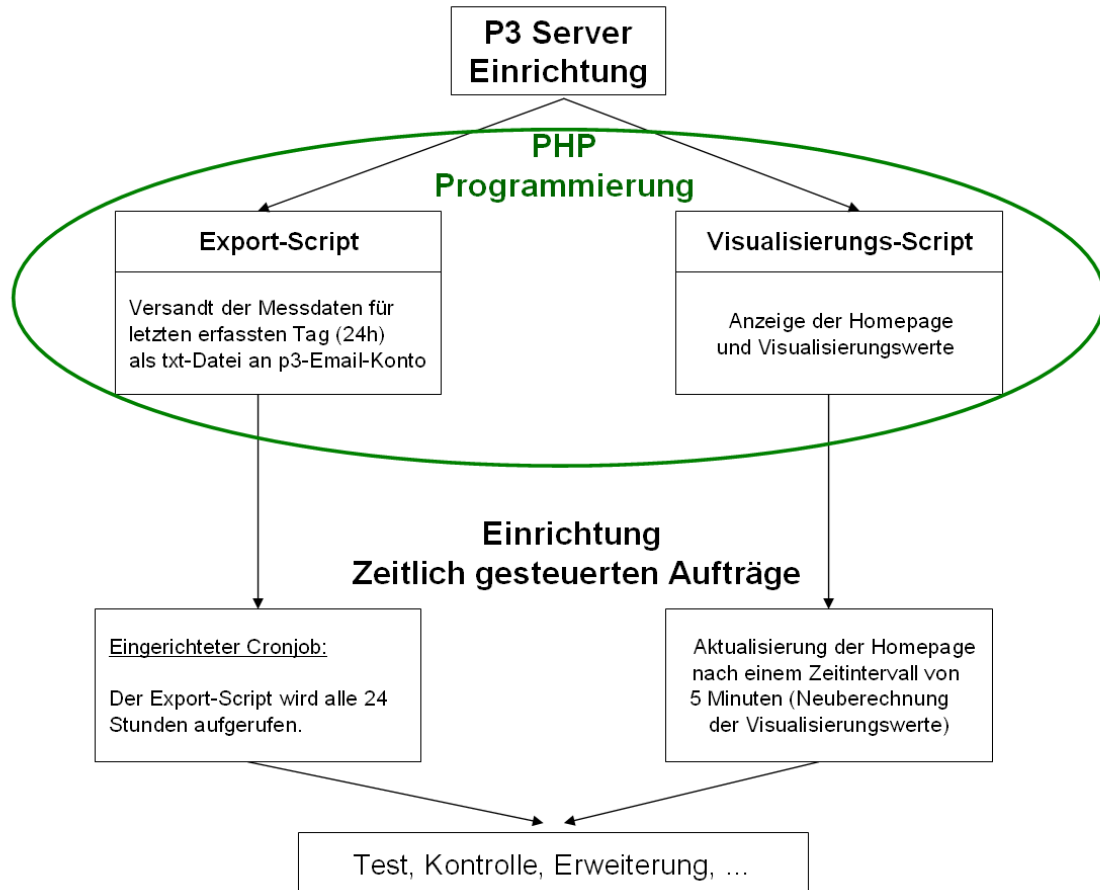 P3 Server
Einrichtung
PHP
Programmierung
Export-Script
Versandt der Messdaten für
letzten erfassten Tag (24h)
als txt-Datei an p3-Email-Konto
Visualisierungs-Script
Anzeige der Homepage
und Visualisierungswerte
Einrichtung
Zeitlich gesteuerten Aufträge
Eingerichteter Cronjob:
Der Export-Script wird alle 24
Stunden aufgerufen.
Aktualisierung der Homepage
nach einem Zeitintervall von
5 Minuten (Neuberechnung
der Visualisierungswerte)
Test, Kontrolle, Erweiterung, ...